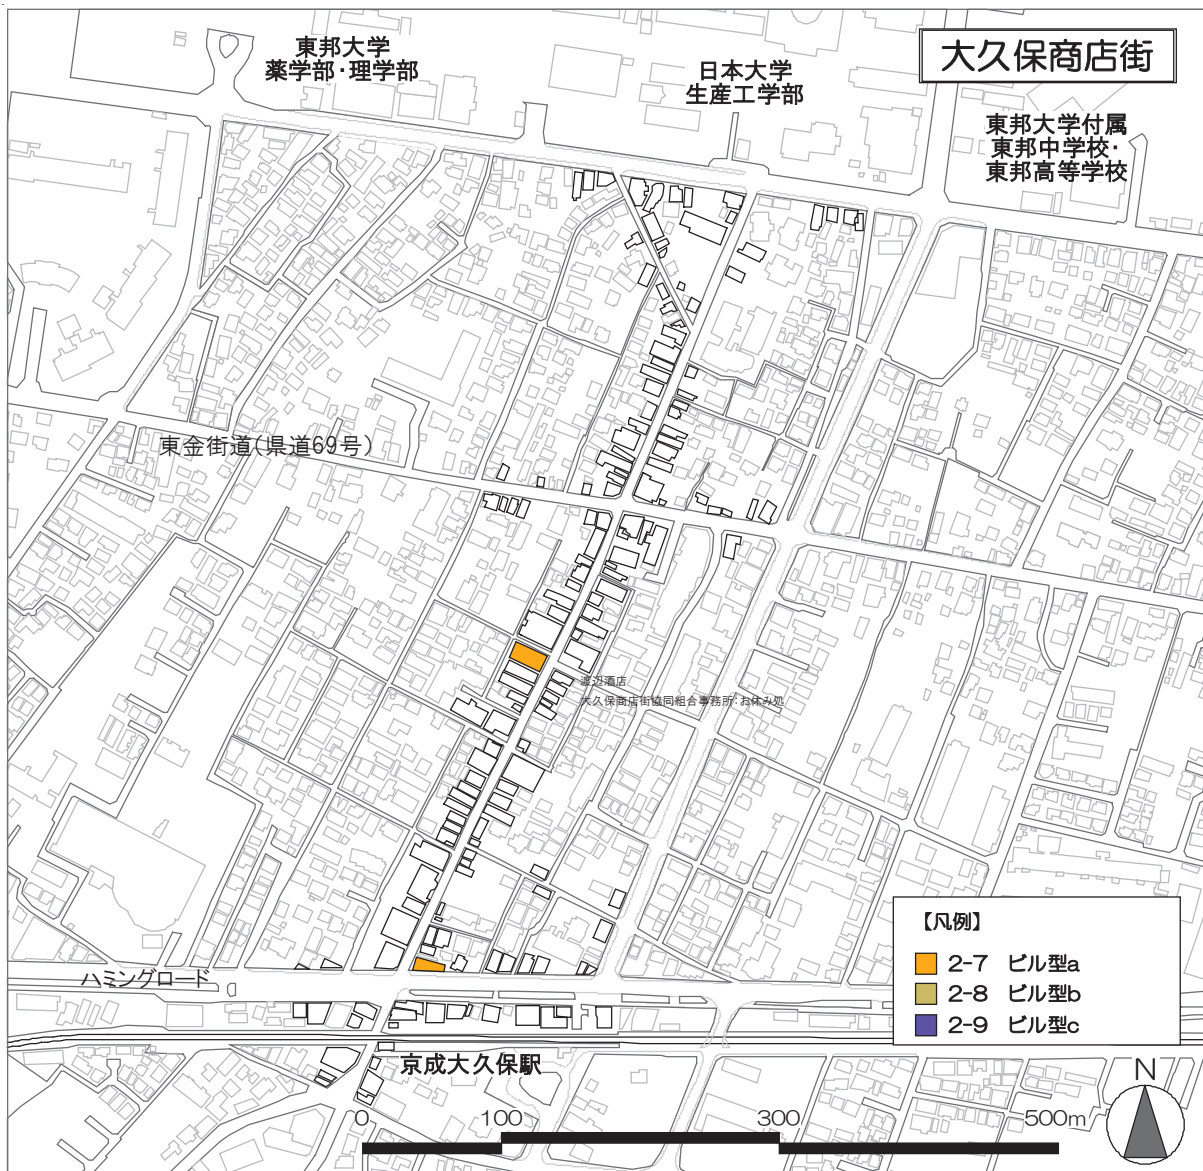 大久保商店街
東邦大学
薬学部・理学部
日本大学
生産工学部
東邦大学付属
東邦中学校・
東邦高等学校
東金街道(県道69号)
渡辺酒店
大久保商店街協同組合事務所・お休み処
【凡例】
2-7 ビル型a
2-8 ビル型b
2-9 ビル型c
ハミングロード
京成大久保駅
N
0 100 300 500m